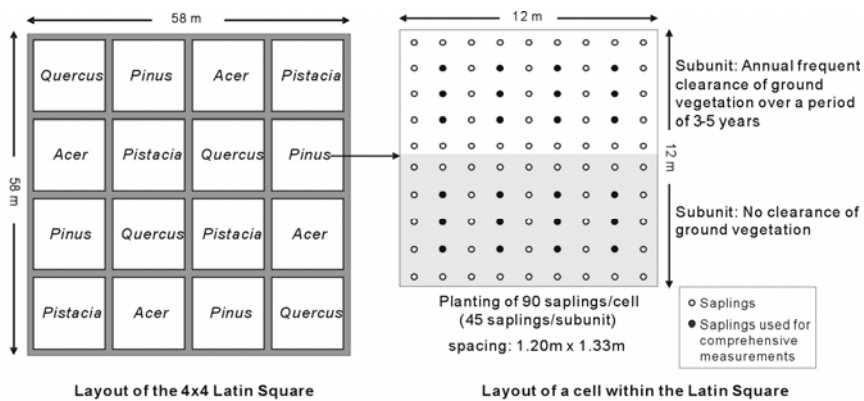 58 m
58 m
Quercus Pinus Acer Pistacia
Acer Pistacia Quercus Pinus
Pinus Quercus Pistacia Acer
Pistacia Acer Pinus Quercus
Layout of the 4x4 Latin Square
12 m
12 m
Subunit: Annual frequent
clearance of ground
vegetation over a period
of 3-5 years
Subunit: No clearance of
ground vegetation
Planting of 90 saplings/cell
(45 saplings/subunit)
spacing: 1.20m x 1.33m
Saplings
Saplings used for
comprehensive
measurements
Layout of a cell within the Latin Square